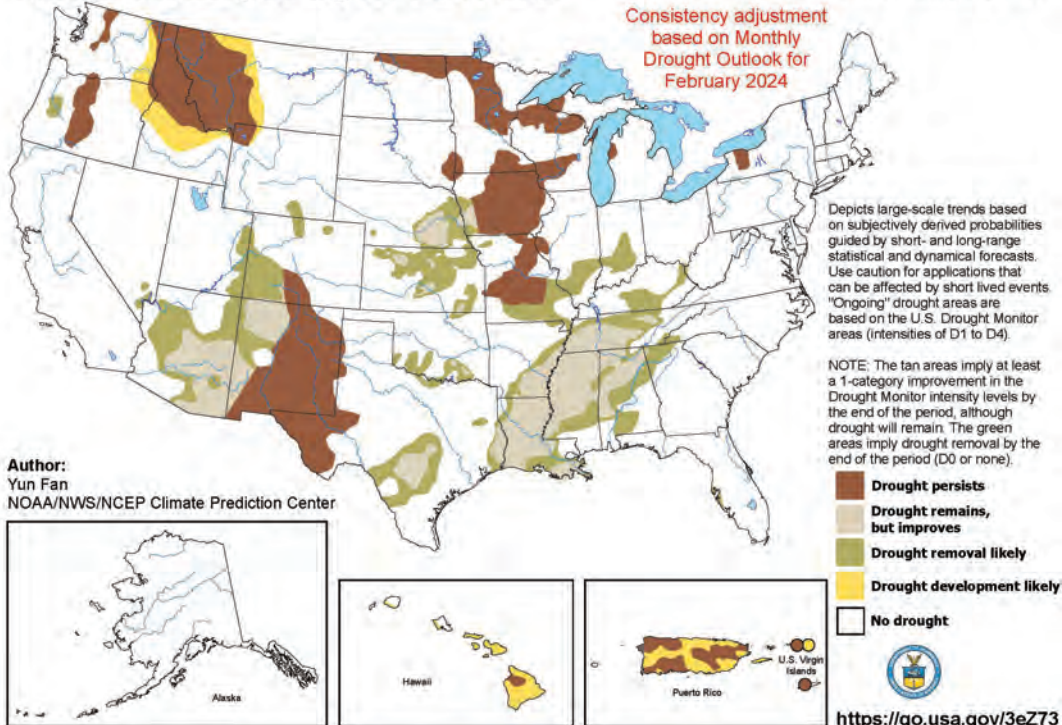 Consistency adjustment
based on Monthly
Drought Outlook for
February 2024
Depicts large-scale trends based
on subjectively derived probabilities
guided by short- and long-range
statistical and dynamical forecasts.
Use caution for applications that
can be affected by short lived events.
"Ongoing" drought areas are
based on the U.S. Drought Monitor
areas (intensities of D1 to D4).
NOTE: The tan areas imply at least
a 1-category improvement in the
Drought Monitor intensity levels by
the end of the period, although
drought will remain. The green
areas imply drought removal by the
end of the period (D0 or none).
Author:
Yun Fan
NOAA/NWS/NCEP Climate Prediction Center
Drought persists
Drought remains,
but improves
Drought removal likely
Drought development likely
No drought
Alaska
Hawaii
Puerto Rico
U.S. Virgin
Islands
https://go.usa.gov/3eZ73